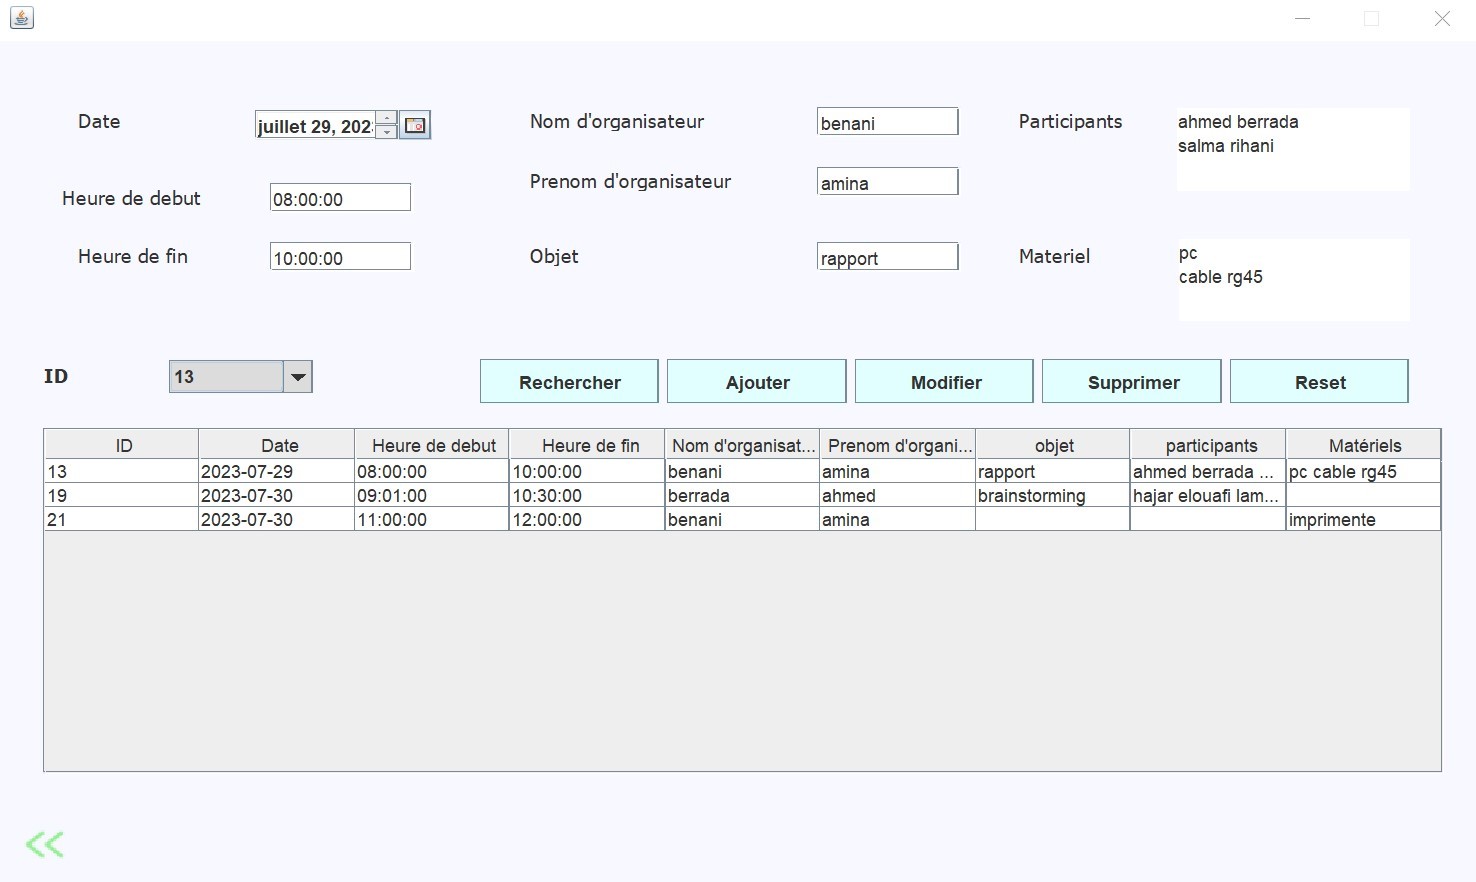 Date
juillet 29, 202
Nom d'organisateur
benani
Participants
ahmed berrada
salma rihani
Prenom d'organisateur
amina
Heure de debut
08:00:00
Heure de fin
10:00:00
Objet
rapport
Materiel
pc
cable rg45
ID
13
Rechercher
Ajouter
Modifier
Supprimer
Reset
ID Date Heure de debut Heure de fin Nom d'organisat... Prenom d'organi... objet participants Matériels
13 2023-07-29 08:00:00 10:00:00 benani amina rapport ahmed berrada ... pc cable rg45
19 2023-07-30 09:01:00 10:30:00 berrada ahmed brainstorming hajar elouafi lam...
21 2023-07-30 11:00:00 12:00:00 benani amina imprimente
<<